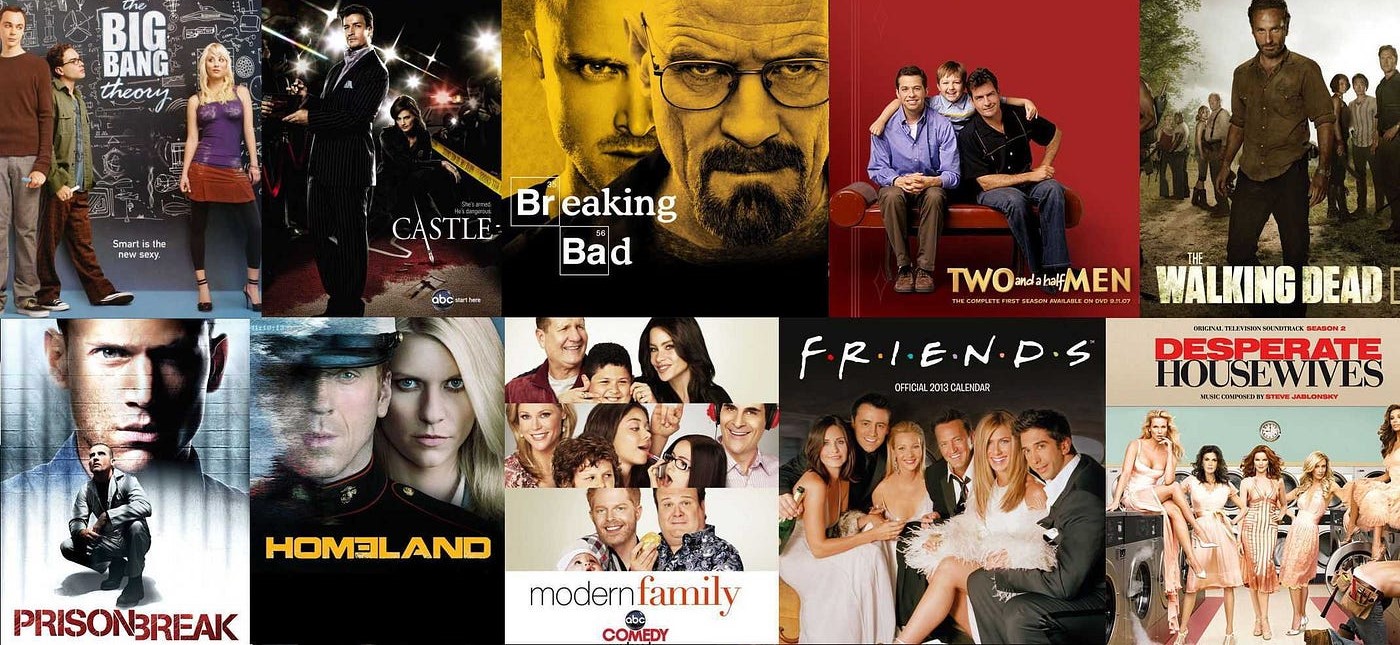 the
BIG
BANG
theory
Smart is the
new sexy.
She's armed.
He's dangerous.
CASTLE
abc start here
35
Breaking
56
Bad
TWO and a half MEN
THE COMPLETE FIRST SEASON AVAILABLE ON DVD 9.11.07
THE
WALKING DEAD
PRISON BREAK
HOMELAND
modern family
abc
COMEDY
F·R·I·E·N·D·S
OFFICIAL 2013 CALENDAR
ORIGINAL TELEVISION SOUNDTRACK SEASON 2
DESPERATE
HOUSEWIVES
MUSIC COMPOSED BY STEVE JABLONSKY